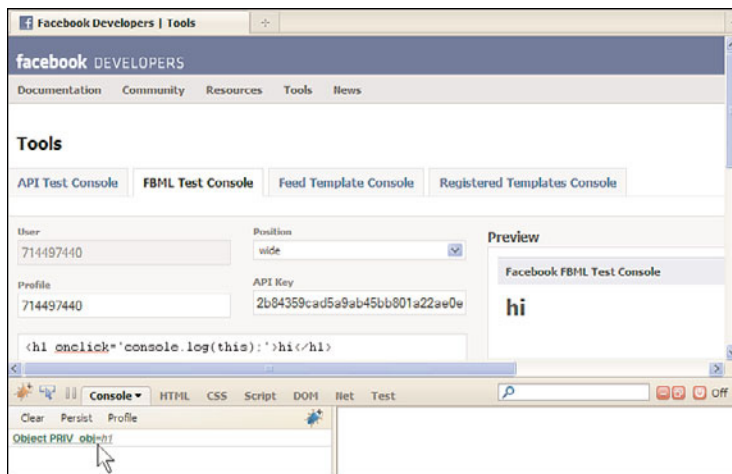 Facebook Developers | Tools
facebook DEVELOPERS
Documentation Community Resources Tools News
Tools
API Test Console FBML Test Console Feed Template Console Registered Templates Console
User
714497440
Position
wide
Profile
714497440
API Key
2b84359cad5a9ab45bb801a22ae0e
Preview
Facebook FBML Test Console
hi
<h1 onclick='console.log(this);'>hi</h1>
Console HTML CSS Script DOM Net Test
Off
Clear Persist Profile
Object PRIV_obj=h1